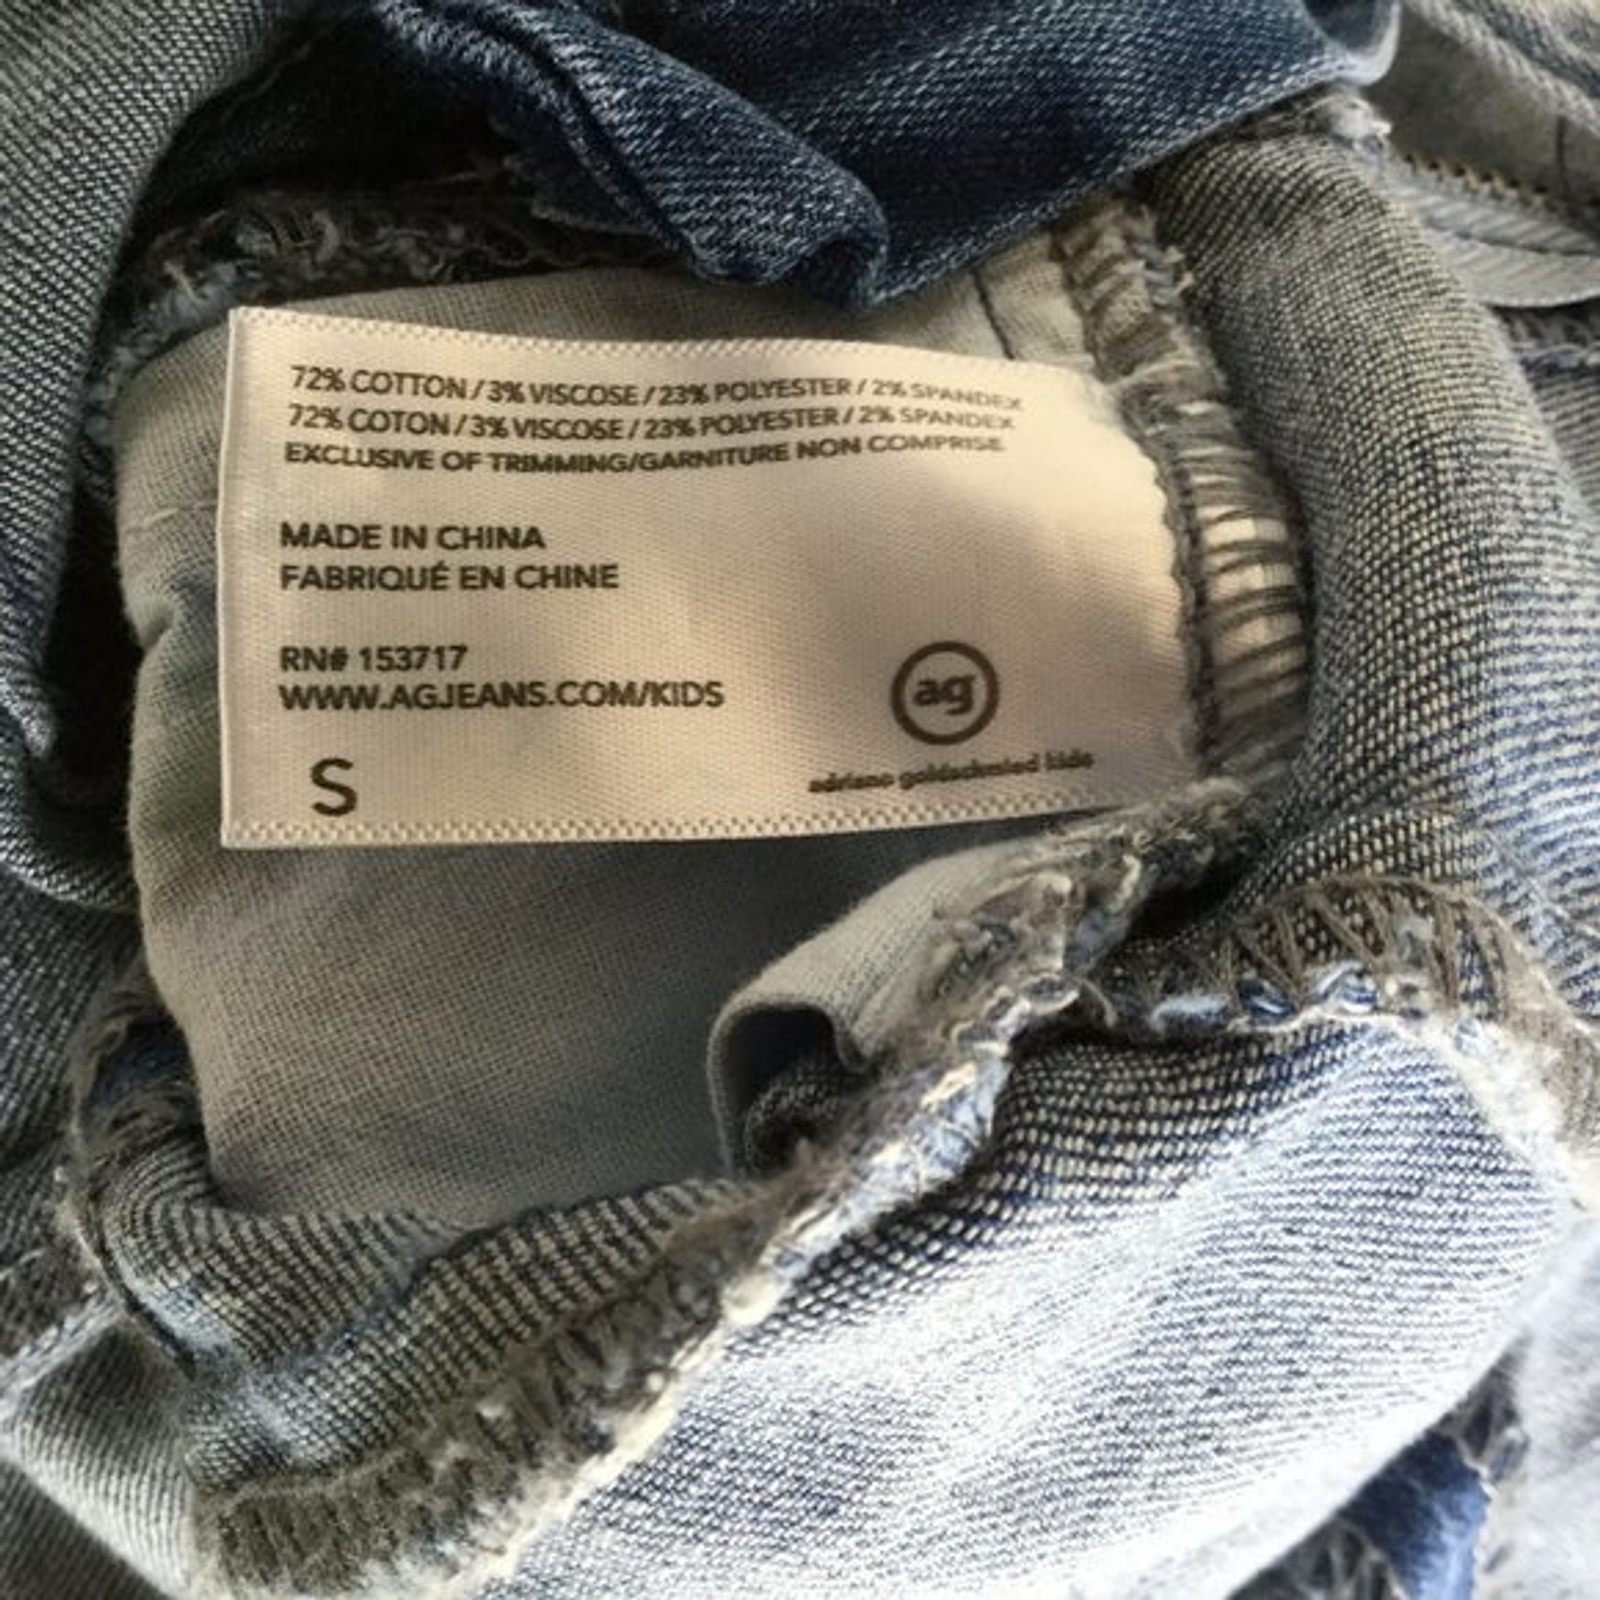 72% COTTON / 3% VISCOSE / 23% POLYESTER / 2% SPANDEX
72% COTON / 3% VISCOSE / 23% POLYESTER / 2% SPANDEX
EXCLUSIVE OF TRIMMING/GARNITURE NON COMPRISE
MADE IN CHINA
FABRIQUÉ EN CHINE
RN# 153717
WWW.AGJEANS.COM/KIDS
S
ag
adriano goldschmied kids